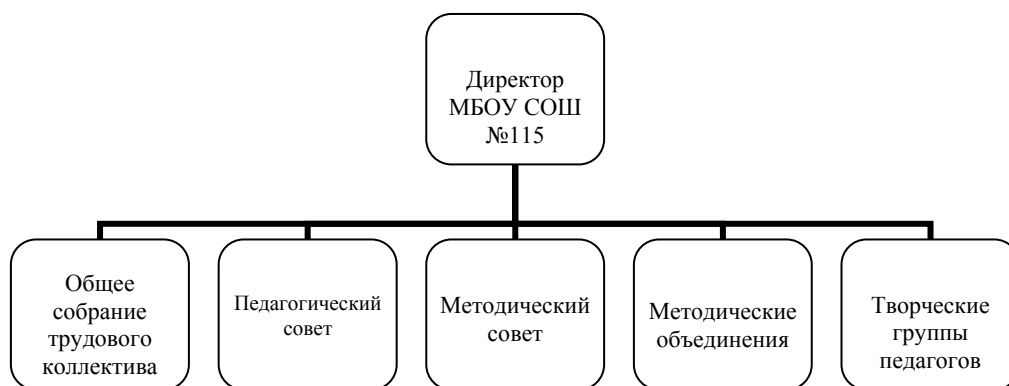 Директор
МБОУ СОШ
№115
Общее
собрание
трудового
коллектива
Педагогический
совет
Методический
совет
Методические
объединения
Творческие
группы
педагогов